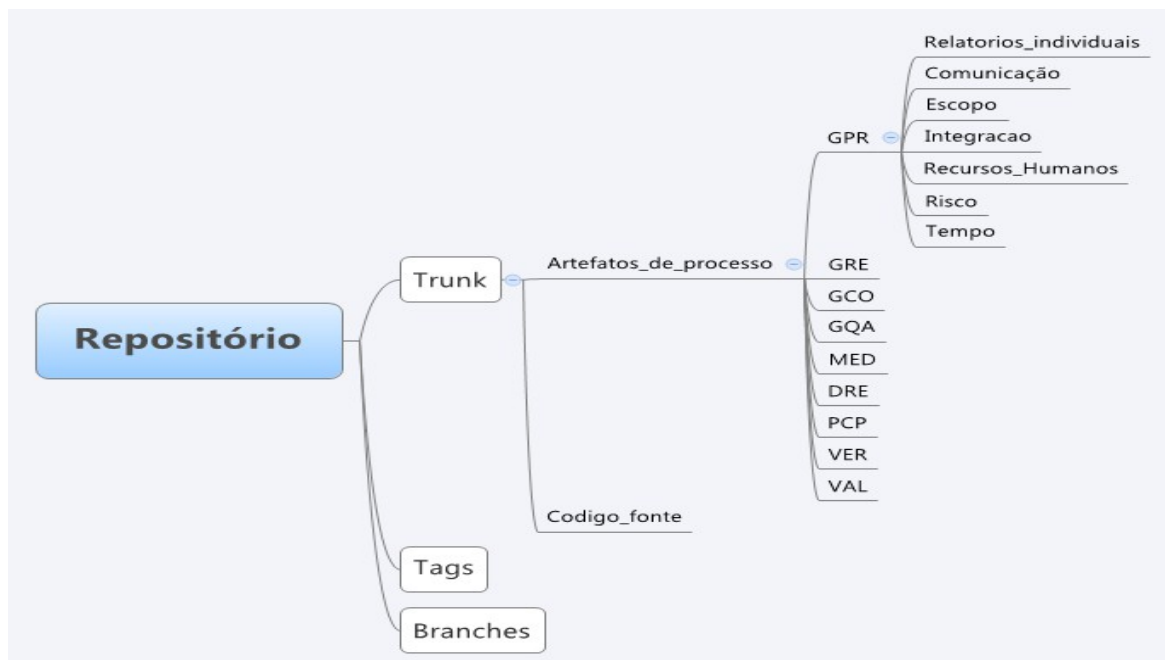 Repositório
Trunk
Artefatos_de_processo
GPR
Relatorios_individuais
Comunicação
Escopo
Integracao
Recursos_Humanos
Risco
Tempo
GRE
GCO
GQA
MED
DRE
PCP
VER
VAL
Codigo_fonte
Tags
Branches